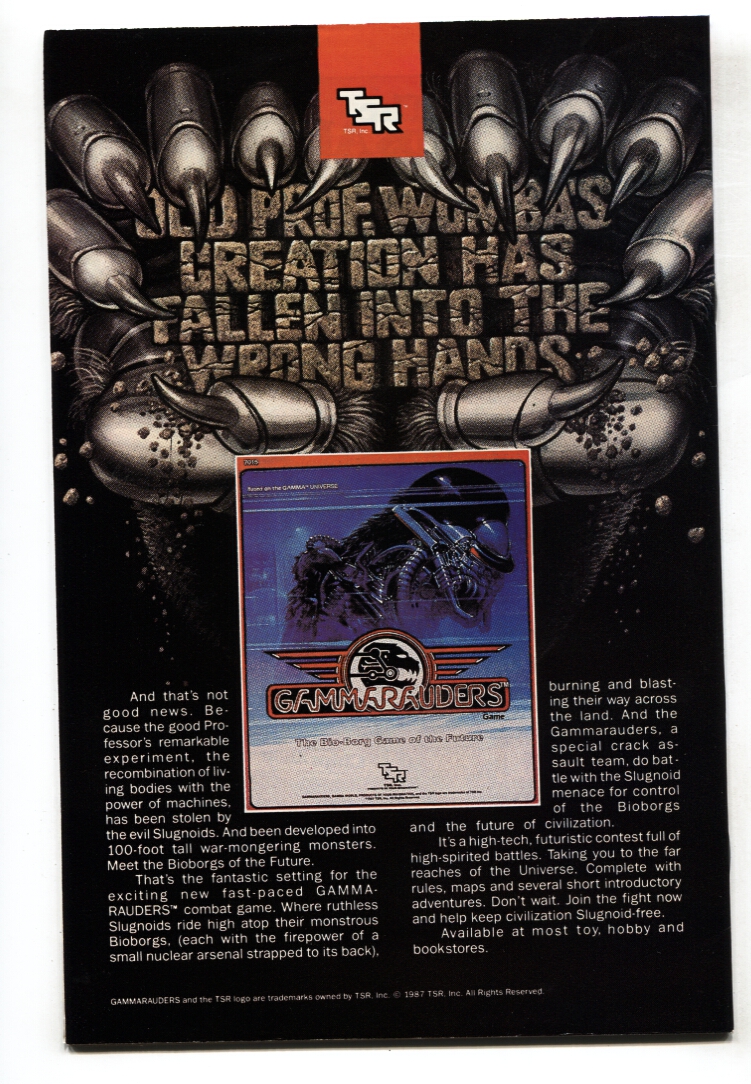 TSR
™
TSR, Inc.
OLD PROF. WOMBA'S
CREATION HAS
FALLEN INTO THE
WRONG HANDS
7015
Based on the GAMMA™ UNIVERSE
GAMMARAUDERS™
Game
The Bio-Borg Game of the Future
TSR
And that's not
good news. Be-
cause the good Pro-
fessor's remarkable
experiment, the
recombination of liv-
ing bodies with the
power of machines,
has been stolen by
the evil Slugnoids. And been developed into
100-foot tall war-mongering monsters.
Meet the Bioborgs of the Future.
That's the fantastic setting for the
exciting new fast-paced GAMMA-
RAUDERS™ combat game. Where ruthless
Slugnoids ride high atop their monstrous
Bioborgs, (each with the firepower of a
small nuclear arsenal strapped to its back),
burning and blast-
ing their way across
the land. And the
Gammarauders, a
special crack as-
sault team, do bat-
tle with the Slugnoid
menace for control
of the Bioborgs
and the future of civilization.
It's a high-tech, futuristic contest full of
high-spirited battles. Taking you to the far
reaches of the Universe. Complete with
rules, maps and several short introductory
adventures. Don't wait. Join the fight now
and help keep civilization Slugnoid-free.
Available at most toy, hobby and
bookstores.
GAMMARAUDERS and the TSR logo are trademarks owned by TSR, Inc. © 1987 TSR, Inc. All Rights Reserved.